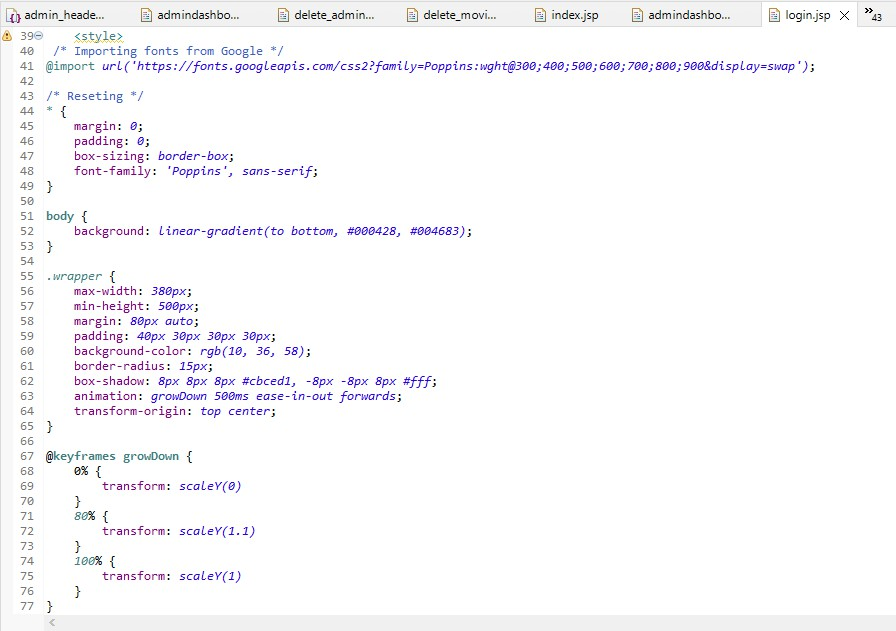 admin_heade... admindashbo... delete_admin... delete_movi... index.jsp admindashbo... login.jsp 43
39 <style>
40 /* Importing fonts from Google */
41 @import url('https://fonts.googleapis.com/css2?family=Poppins:wght@300;400;500;600;700;800;900&display=swap');
42
43 /* Reseting */
44 * {
45 margin: 0;
46 padding: 0;
47 box-sizing: border-box;
48 font-family: 'Poppins', sans-serif;
49 }
50
51 body {
52 background: linear-gradient(to bottom, #000428, #004683);
53 }
54
55 .wrapper {
56 max-width: 380px;
57 min-height: 500px;
58 margin: 80px auto;
59 padding: 40px 30px 30px 30px;
60 background-color: rgb(10, 36, 58);
61 border-radius: 15px;
62 box-shadow: 8px 8px 8px #cbced1, -8px -8px 8px #fff;
63 animation: growDown 500ms ease-in-out forwards;
64 transform-origin: top center;
65 }
66
67 @keyframes growDown {
68 0% {
69 transform: scaleY(0)
70 }
71 80% {
72 transform: scaleY(1.1)
73 }
74 100% {
75 transform: scaleY(1)
76 }
77 }